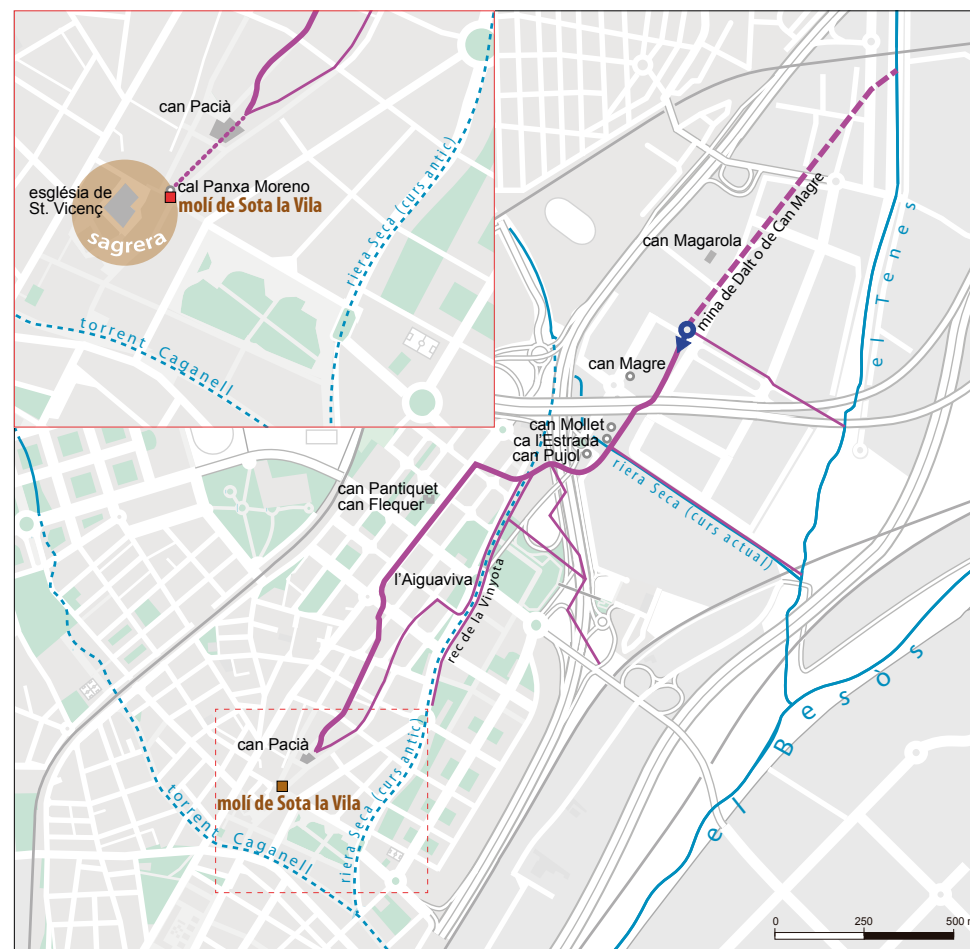 can Pacià
església de
St. Vicenç
sagrera
cal Panxa Moreno
molí de Sota la Vila
riera Seca (curs antic)
torrent Caganell
can Magarola
mina de Dalt o de Can Magre
el Tenes
can Magre
can Mollet
ca l'Estrada
can Pujol
riera Seca (curs actual)
can Pantiquet
can Flequer
l'Aiguaviva
rec de la Vinyota
can Pacià
molí de Sota la Vila
torrent Caganell
riera Seca (curs antic)
el Besòs
0 250 500 m